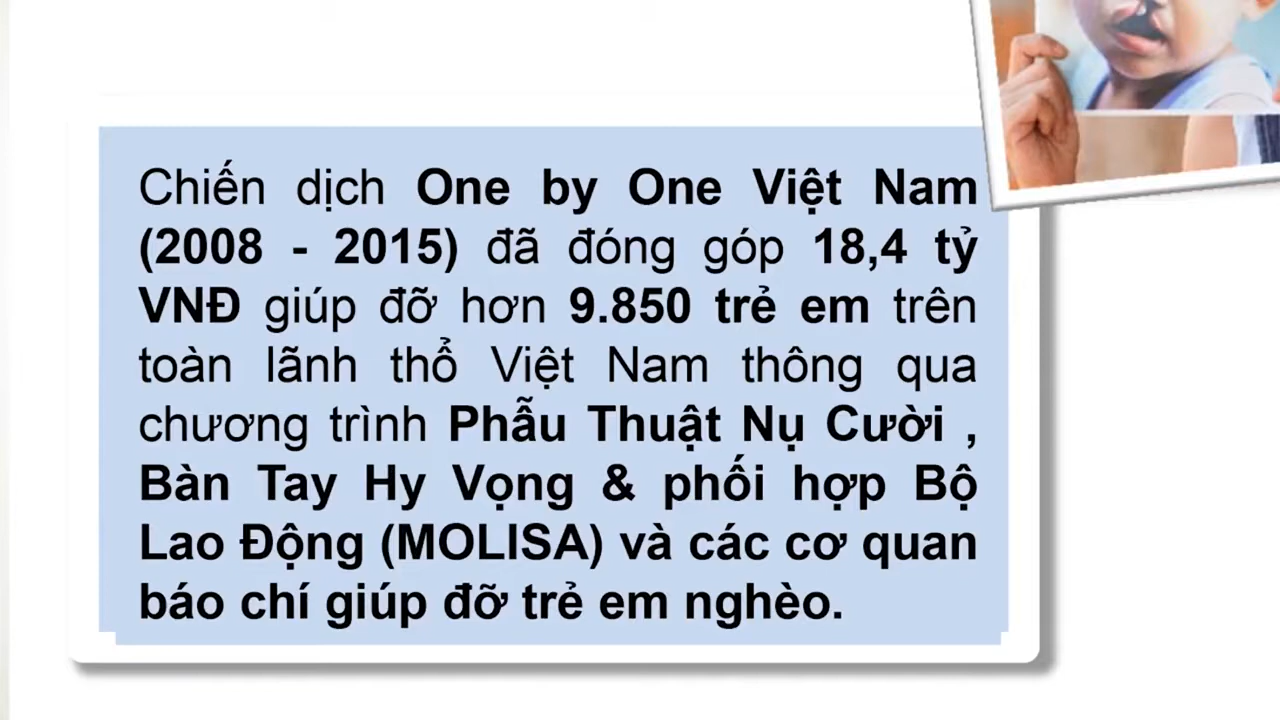 Chiến dịch One by One Việt Nam
(2008 - 2015) đã đóng góp 18,4 tỷ
VNĐ giúp đỡ hơn 9.850 trẻ em trên
toàn lãnh thổ Việt Nam thông qua
chương trình Phẫu Thuật Nụ Cười ,
Bàn Tay Hy Vọng & phối hợp Bộ
Lao Động (MOLISA) và các cơ quan
báo chí giúp đỡ trẻ em nghèo.